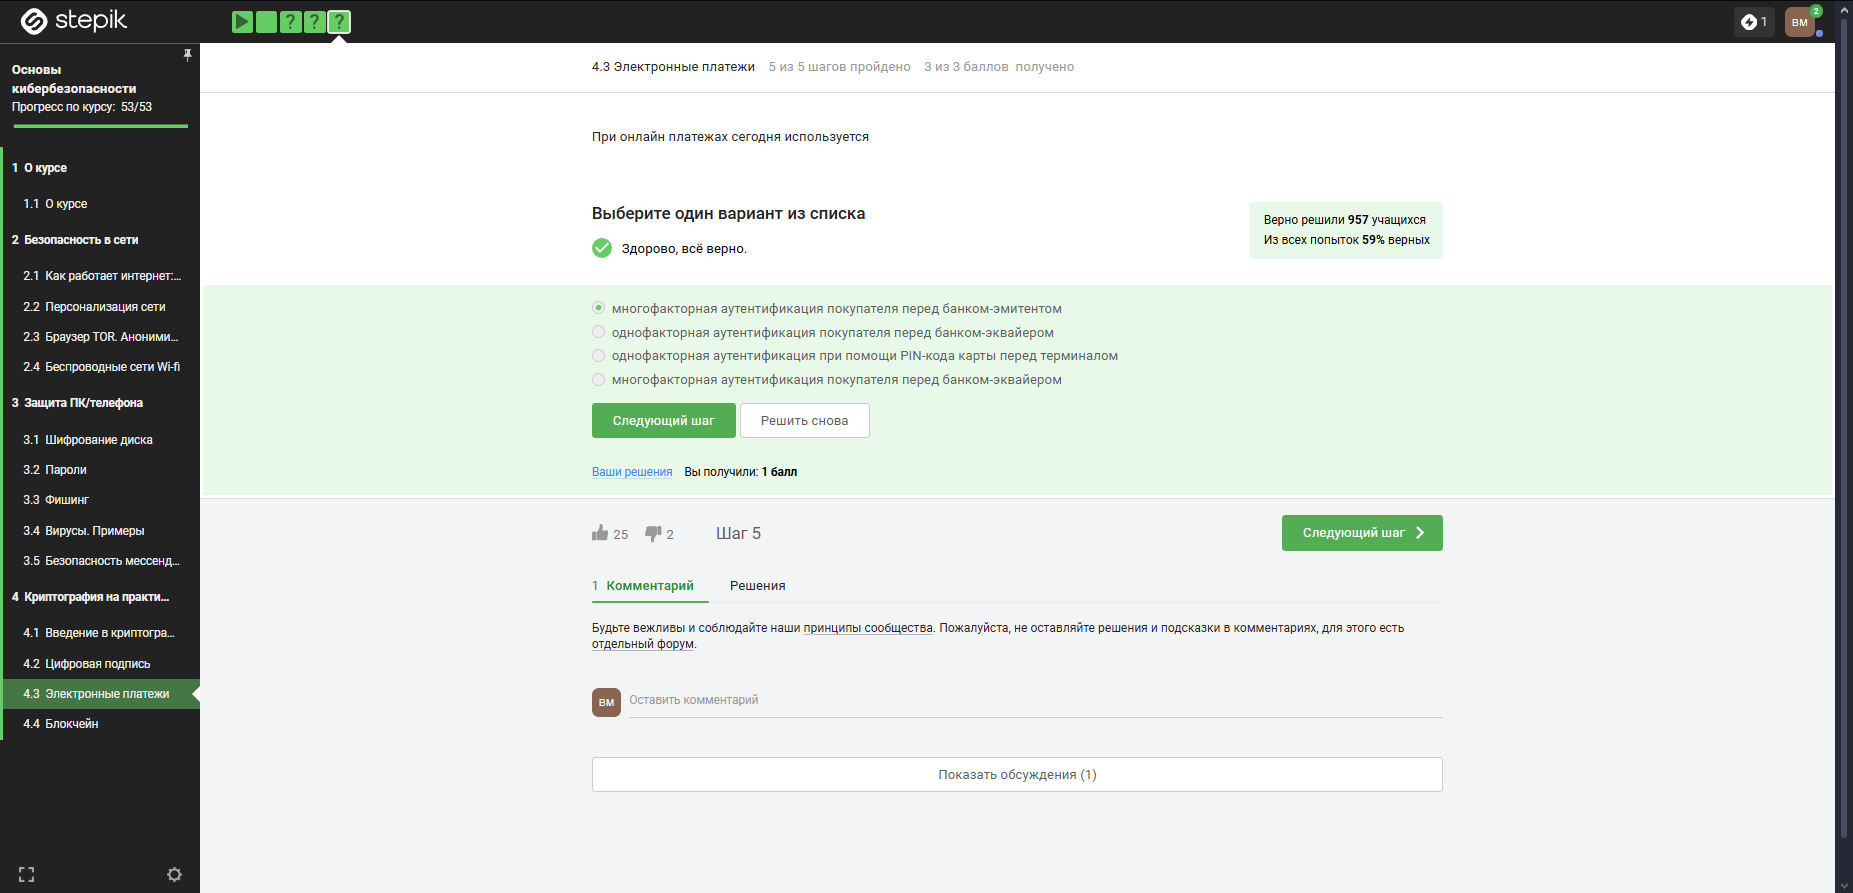 stepik
? ? ?
1
ВМ
2
Основы
кибербезопасности
Прогресс по курсу: 53/53
1 О курсе
1.1 О курсе
2 Безопасность в сети
2.1 Как работает интернет:...
2.2 Персонализация сети
2.3 Браузер TOR. Аноними...
2.4 Беспроводные сети Wi-fi
3 Защита ПК/телефона
3.1 Шифрование диска
3.2 Пароли
3.3 Фишинг
3.4 Вирусы. Примеры
3.5 Безопасность мессенд...
4 Криптография на практи...
4.1 Введение в криптогра...
4.2 Цифровая подпись
4.3 Электронные платежи
4.4 Блокчейн
4.3 Электронные платежи 5 из 5 шагов пройдено 3 из 3 баллов получено
При онлайн платежах сегодня используется
Выберите один вариант из списка
Здорово, всё верно.
Верно решили 957 учащихся
Из всех попыток 59% верных
многофакторная аутентификация покупателя перед банком-эмитентом
однофакторная аутентификация покупателя перед банком-эквайером
однофакторная аутентификация при помощи PIN-кода карты перед терминалом
многофакторная аутентификация покупателя перед банком-эквайером
Следующий шаг Решить снова
Ваши решения Вы получили: 1 балл
25 2 Шаг 5 Следующий шаг
1 Комментарий Решения
Будьте вежливы и соблюдайте наши принципы сообщества. Пожалуйста, не оставляйте решения и подсказки в комментариях, для этого есть
отдельный форум.
ВМ Оставить комментарий
Показать обсуждения (1)